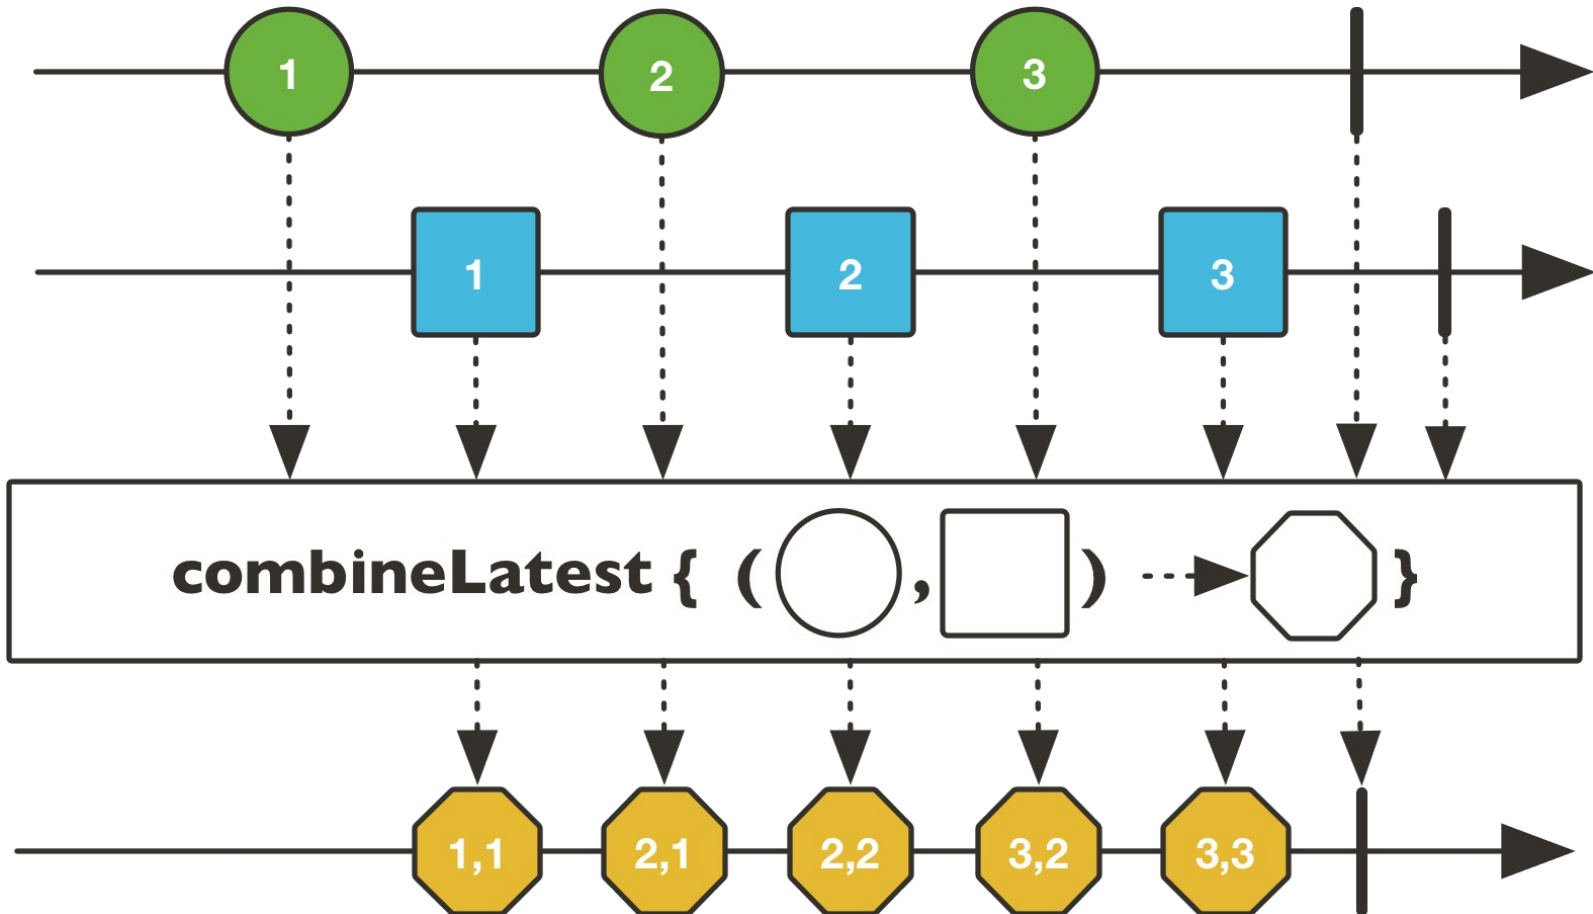 1 2 3
1 2 3
combineLatest { ( , ) }
1,1 2,1 2,2 3,2 3,3